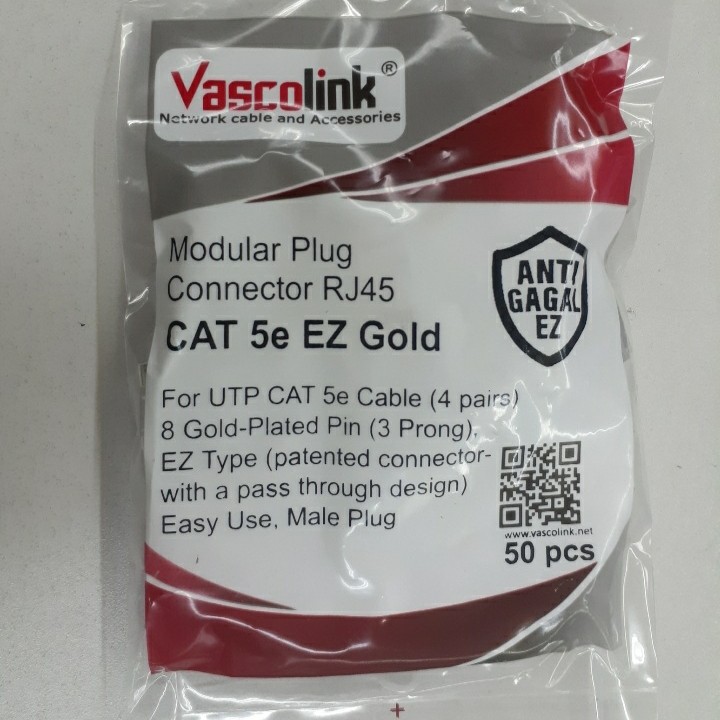 Vascolink®
Network cable and Accessories
Modular Plug
Connector RJ45
CAT 5e EZ Gold
ANTI
GAGAL
EZ
For UTP CAT 5e Cable (4 pairs)
8 Gold-Plated Pin (3 Prong),
EZ Type (patented connector-
with a pass through design)
Easy Use, Male Plug
www.vascolink.net
50 pcs